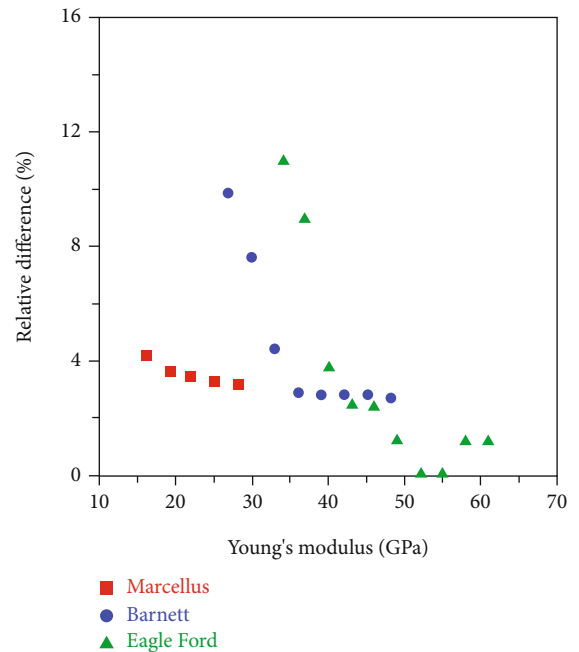 16
12
8
4
0
Relative difference (%)
10 20 30 40 50 60 70
Young's modulus (GPa)
Marcellus
Barnett
Eagle Ford